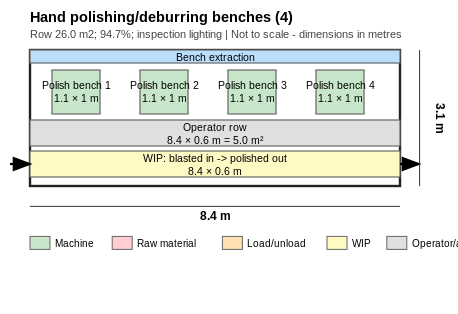 Hand polishing/deburring benches (4)
Row 26.0 m2; 94.7%; inspection lighting | Not to scale - dimensions in metres
Bench extraction
Polish bench 1
1.1 × 1 m
Polish bench 2
1.1 × 1 m
Polish bench 3
1.1 × 1 m
Polish bench 4
1.1 × 1 m
Operator row
8.4 × 0.6 m = 5.0 m²
WIP: blasted in -> polished out
8.4 × 0.6 m
3.1 m
8.4 m
Machine
Raw material
Load/unload
WIP
Operator/a